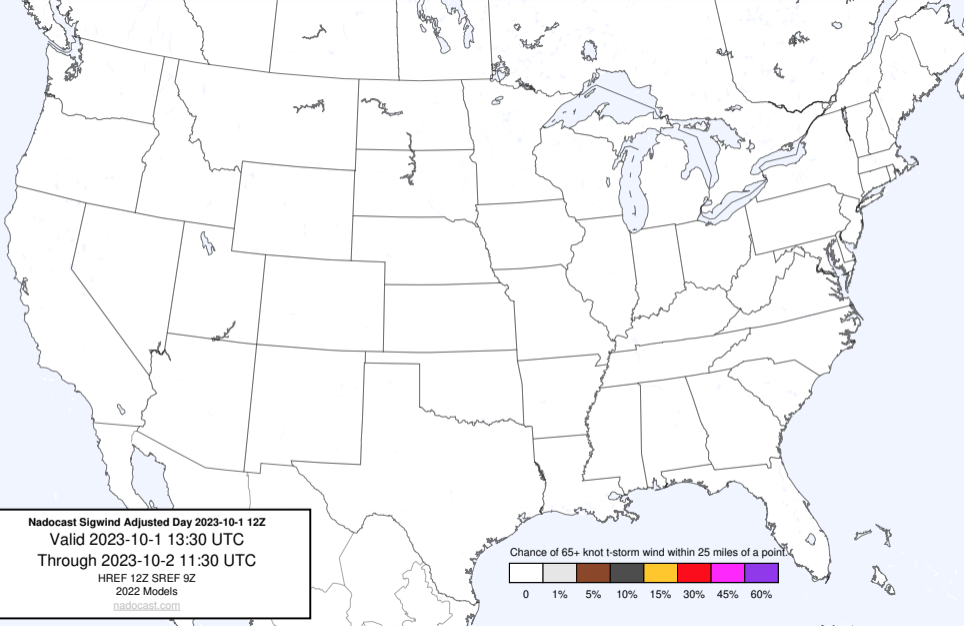 Nadocast Sigwind Adjusted Day 2023-10-1 12Z
Valid 2023-10-1 13:30 UTC
Through 2023-10-2 11:30 UTC
HREF 12Z SREF 9Z
2022 Models
nadocast.com
Chance of 65+ knot t-storm wind within 25 miles of a point.
0 1% 5% 10% 15% 30% 45% 60%